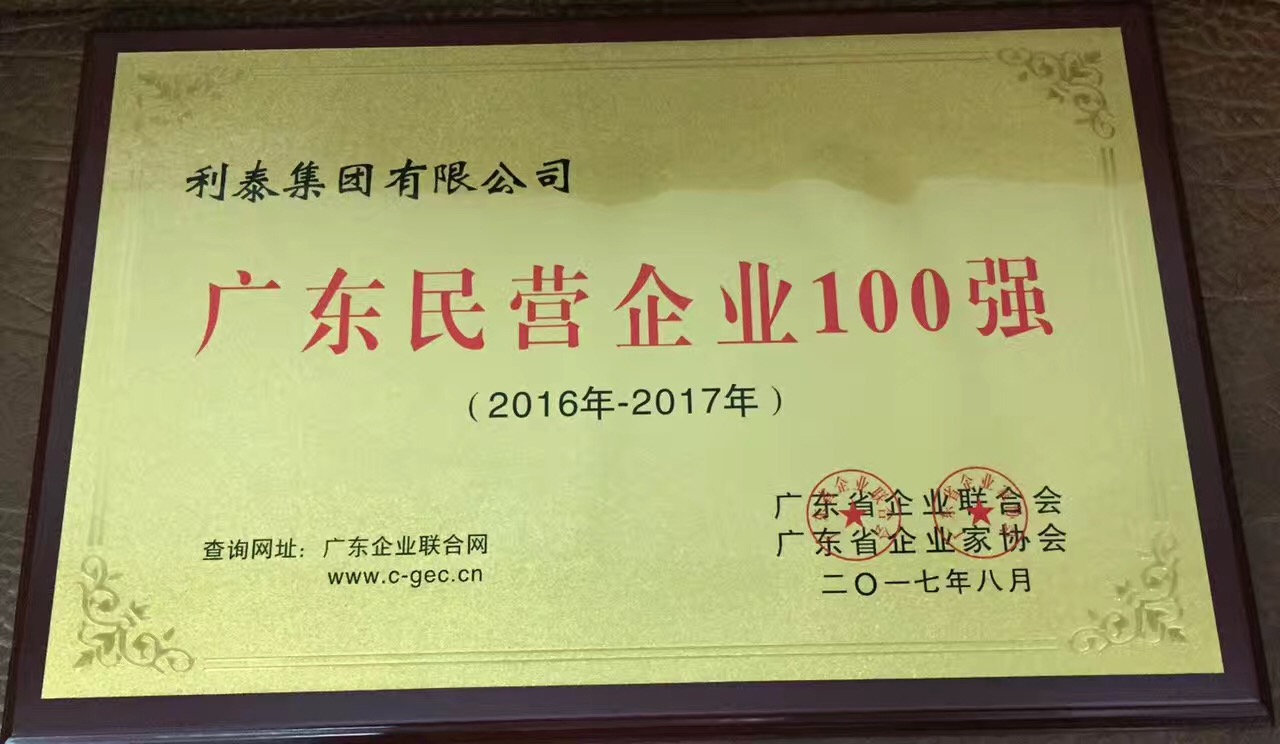 利泰集团有限公司
广东民营企业100强
（2016年-2017年）
广东省企业联合会
广东省企业家协会
二〇一七年八月
查询网址：广东企业联合网
www.c-gec.cn